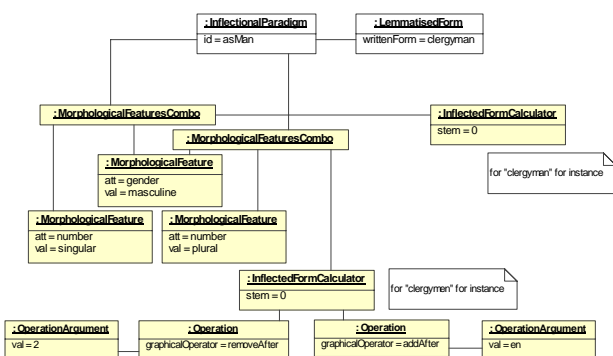 : InflectionalParadigm
id = asMan
: LemmatisedForm
writtenForm = clergyman
: MorphologicalFeaturesCombo
: InflectedFormCalculator
stem = 0
: MorphologicalFeaturesCombo
for "clergyman" for instance
: MorphologicalFeature
att = gender
val = masculine
: MorphologicalFeature
att = number
val = singular
: MorphologicalFeature
att = number
val = plural
: InflectedFormCalculator
stem = 0
for "clergymen" for instance
: OperationArgument
val = 2
: Operation
graphicalOperator = removeAfter
: Operation
graphicalOperator = addAfter
: OperationArgument
val = en